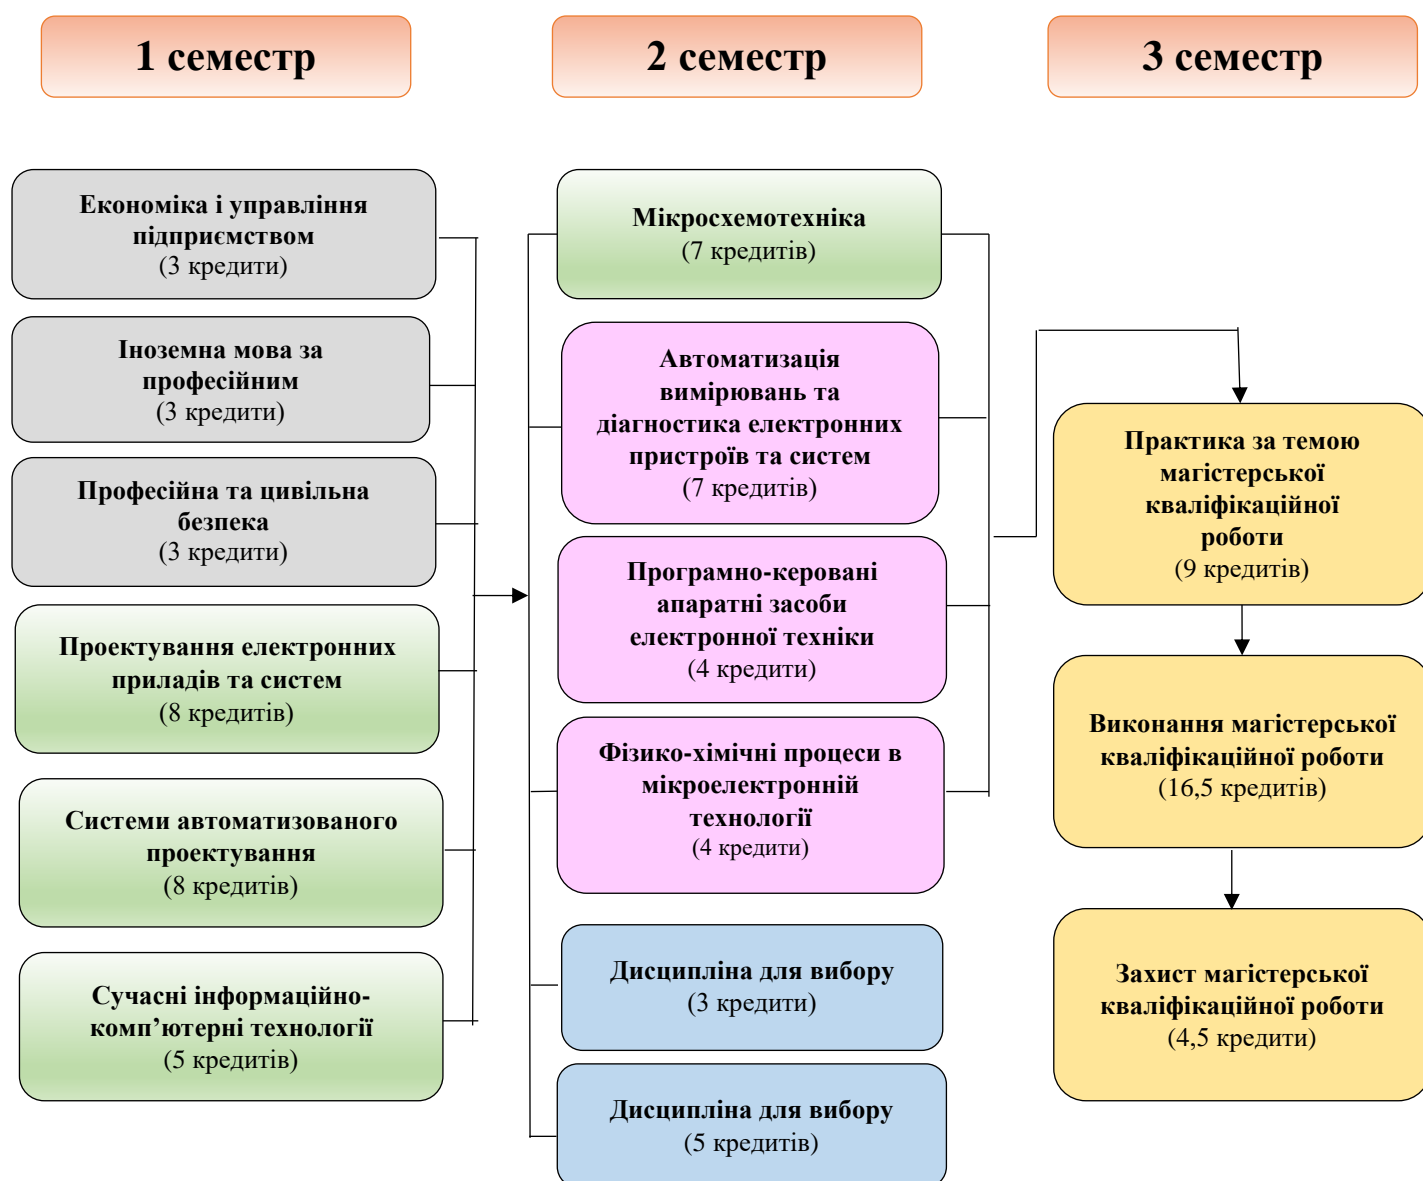 1 семестр
2 семестр
3 семестр
Економіка і управління
підприємством
(3 кредити)
Іноземна мова за
професійним
(3 кредити)
Професійна та цивільна
безпека
(3 кредити)
Проектування електронних
приладів та систем
(8 кредитів)
Системи автоматизованого
проектування
(8 кредитів)
Сучасні інформаційно-
комп’ютерні технології
(5 кредитів)
Мікросхемотехніка
(7 кредитів)
Автоматизація
вимірювань та
діагностика електронних
пристроїв та систем
(7 кредитів)
Програмно-керовані
апаратні засоби
електронної техніки
(4 кредити)
Фізико-хімічні процеси в
мікроелектронній
технології
(4 кредити)
Дисципліна для вибору
(3 кредити)
Дисципліна для вибору
(5 кредитів)
Практика за темою
магістерської
кваліфікаційної
роботи
(9 кредитів)
Виконання магістерської
кваліфікаційної роботи
(16,5 кредитів)
Захист магістерської
кваліфікаційної роботи
(4,5 кредити)